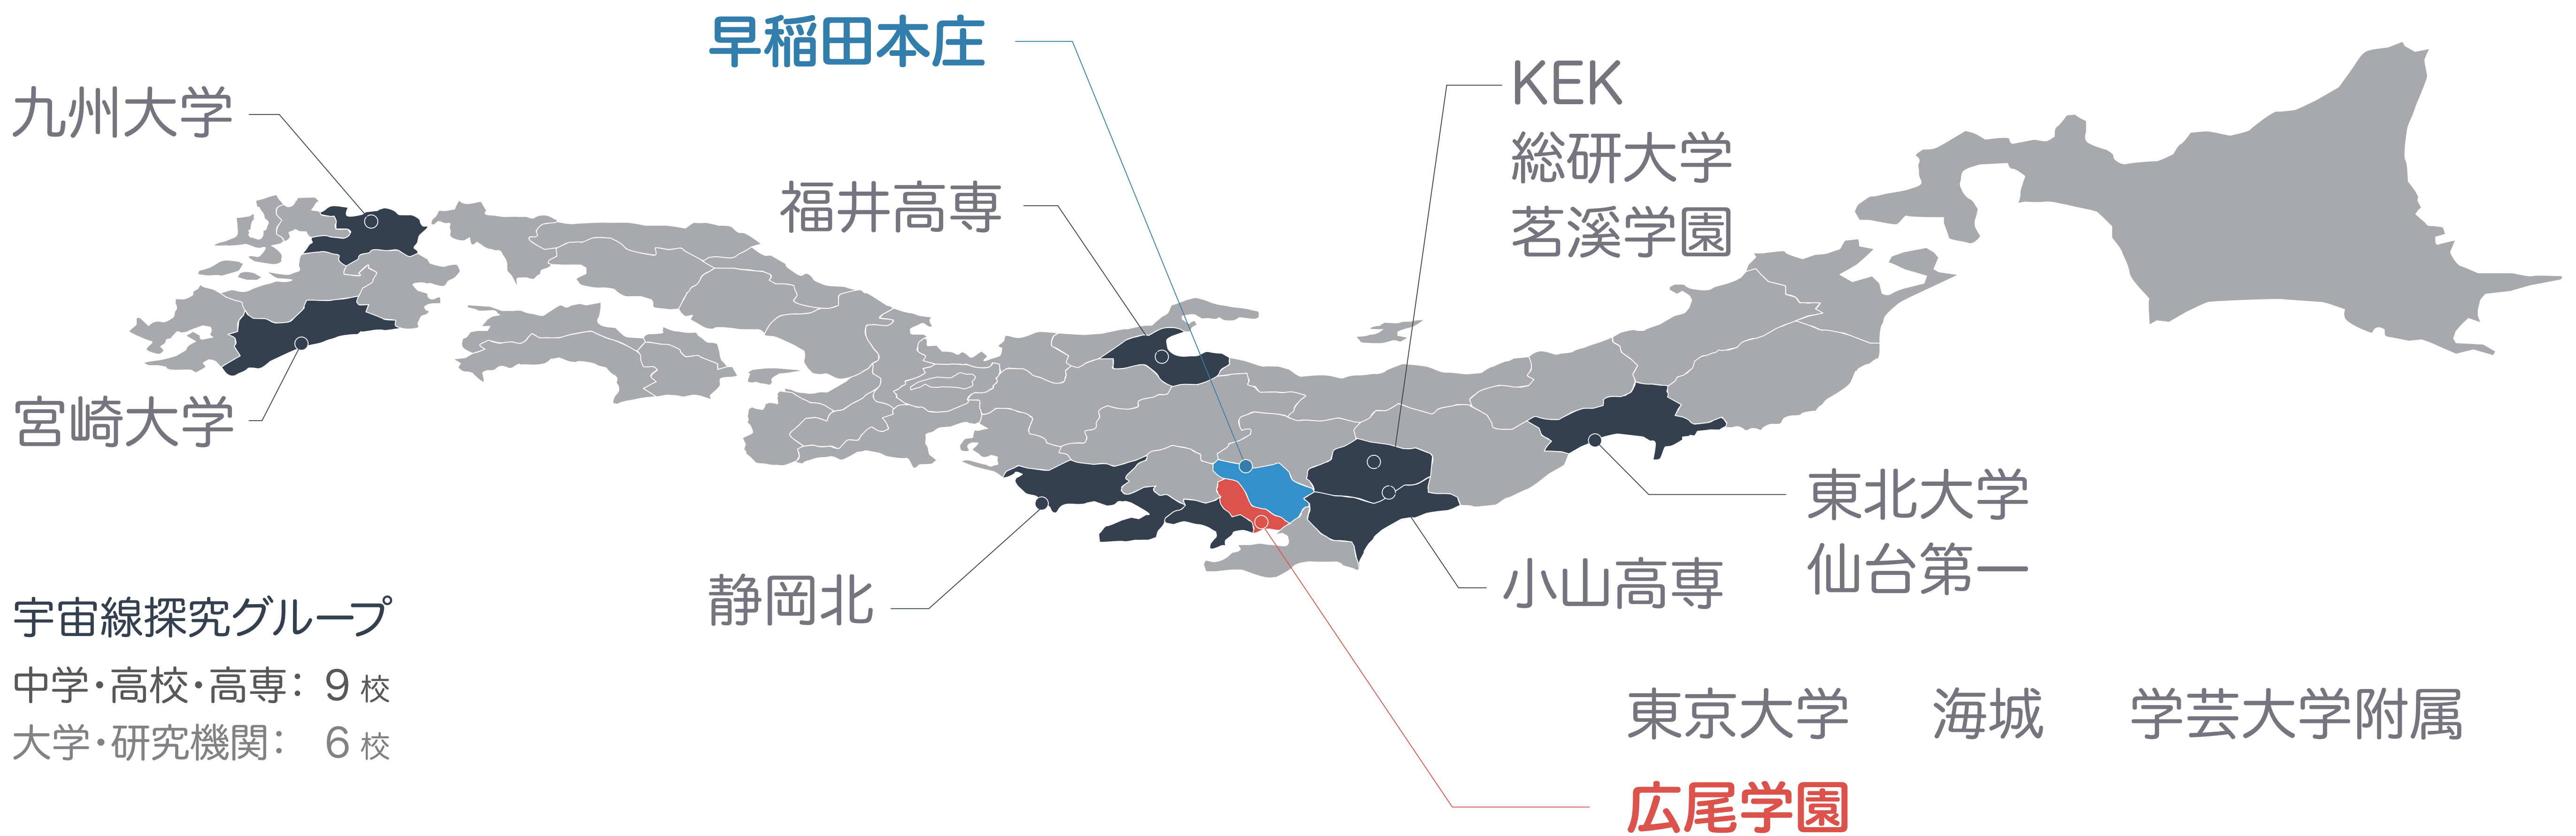 早稲田本庄
九州大学
KEK
総研大学
茗溪学園
福井高専
宮崎大学
東北大学
仙台第一
小山高専
静岡北
宇宙線探究グループ
中学・高校・高専： 9 校
大学・研究機関： 6 校
東京大学 海城 学芸大学附属
広尾学園